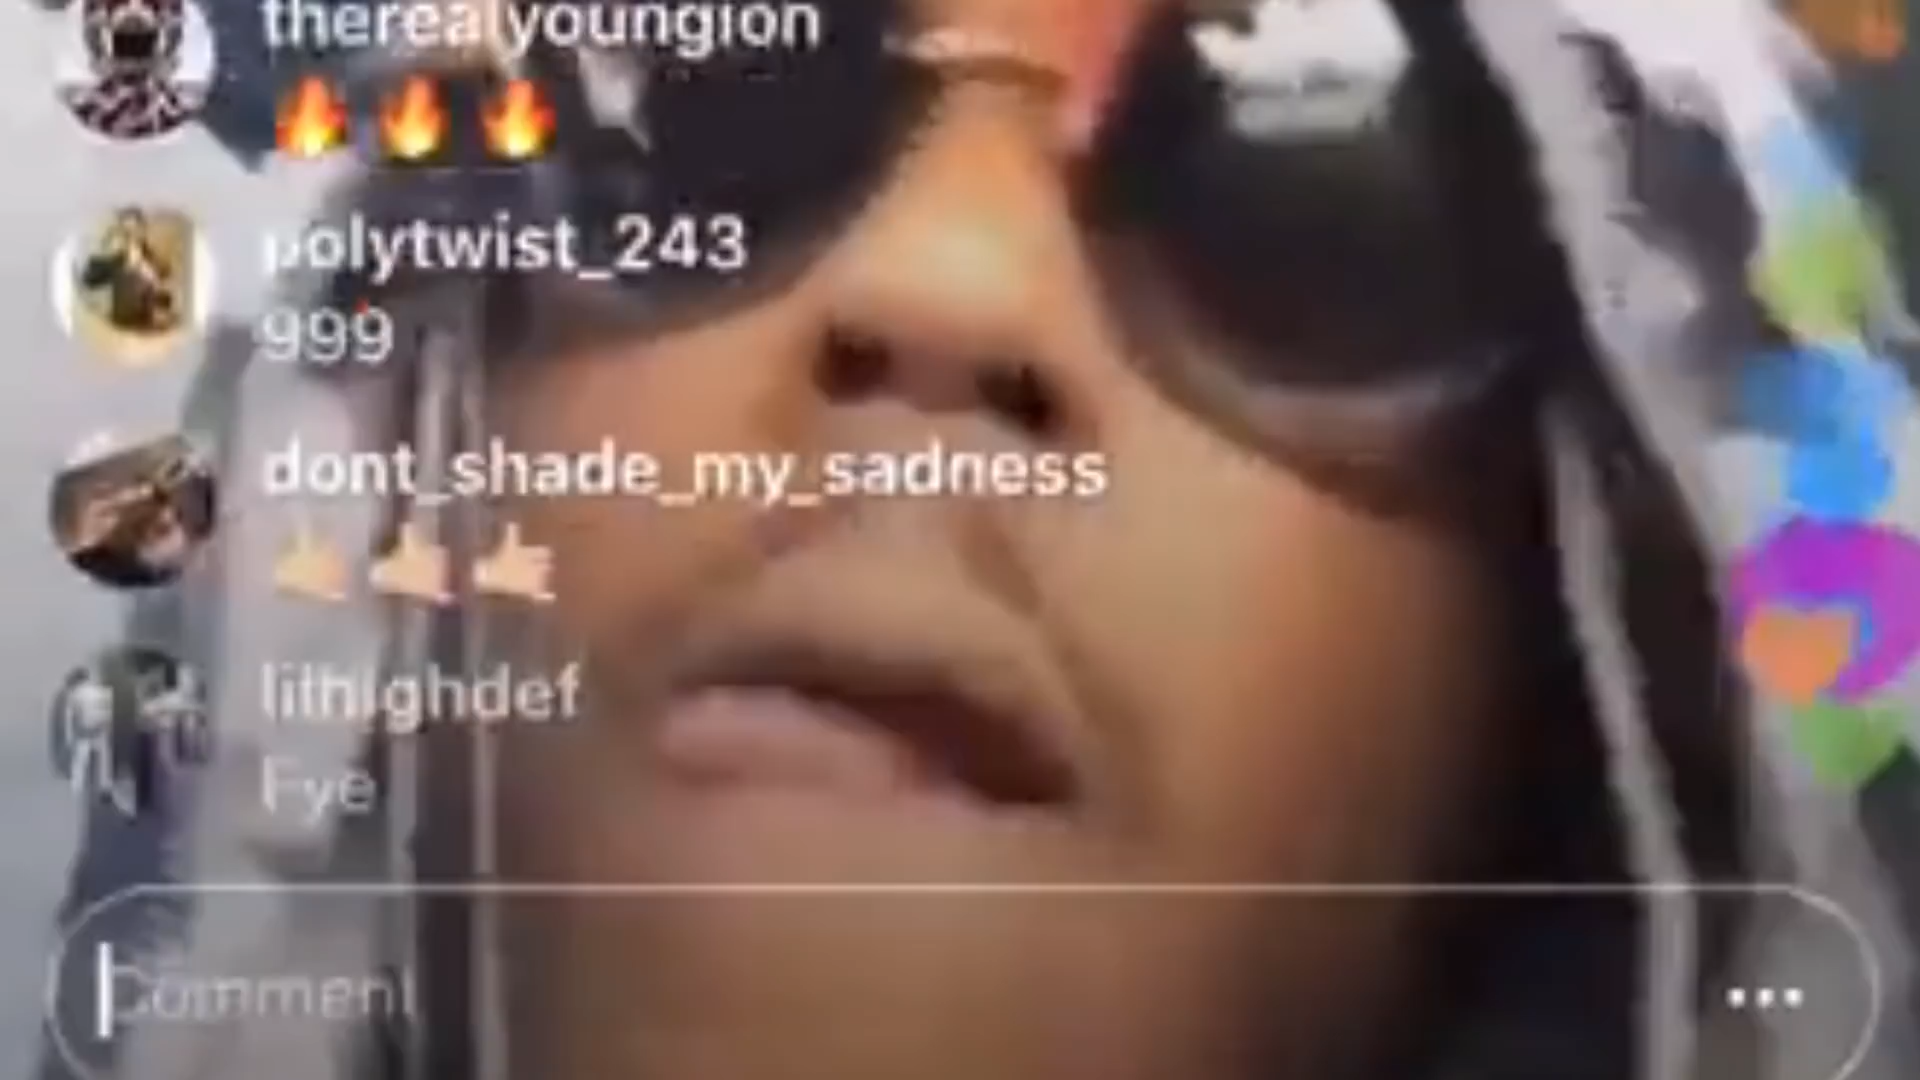 therealyoungion
🔥🔥🔥
polytwist_243
999
dont_shade_my_sadness
🤙🏻🤙🏻🤙🏻
lithighdef
Fye
Comment